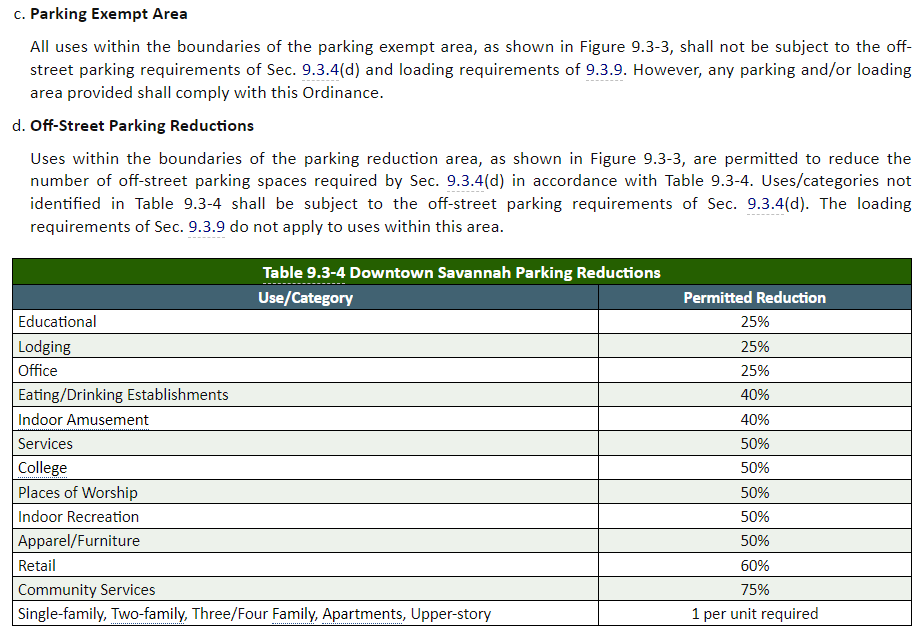 c. Parking Exempt Area
All uses within the boundaries of the parking exempt area, as shown in Figure 9.3-3, shall not be subject to the off-
street parking requirements of Sec. 9.3.4(d) and loading requirements of 9.3.9. However, any parking and/or loading
area provided shall comply with this Ordinance.
d. Off-Street Parking Reductions
Uses within the boundaries of the parking reduction area, as shown in Figure 9.3-3, are permitted to reduce the
number of off-street parking spaces required by Sec. 9.3.4(d) in accordance with Table 9.3-4. Uses/categories not
identified in Table 9.3-4 shall be subject to the off-street parking requirements of Sec. 9.3.4(d). The loading
requirements of Sec. 9.3.9 do not apply to uses within this area.
Table 9.3-4 Downtown Savannah Parking Reductions
Use/Category Permitted Reduction
Educational 25%
Lodging 25%
Office 25%
Eating/Drinking Establishments 40%
Indoor Amusement 40%
Services 50%
College 50%
Places of Worship 50%
Indoor Recreation 50%
Apparel/Furniture 50%
Retail 60%
Community Services 75%
Single-family, Two-family, Three/Four Family, Apartments, Upper-story 1 per unit required